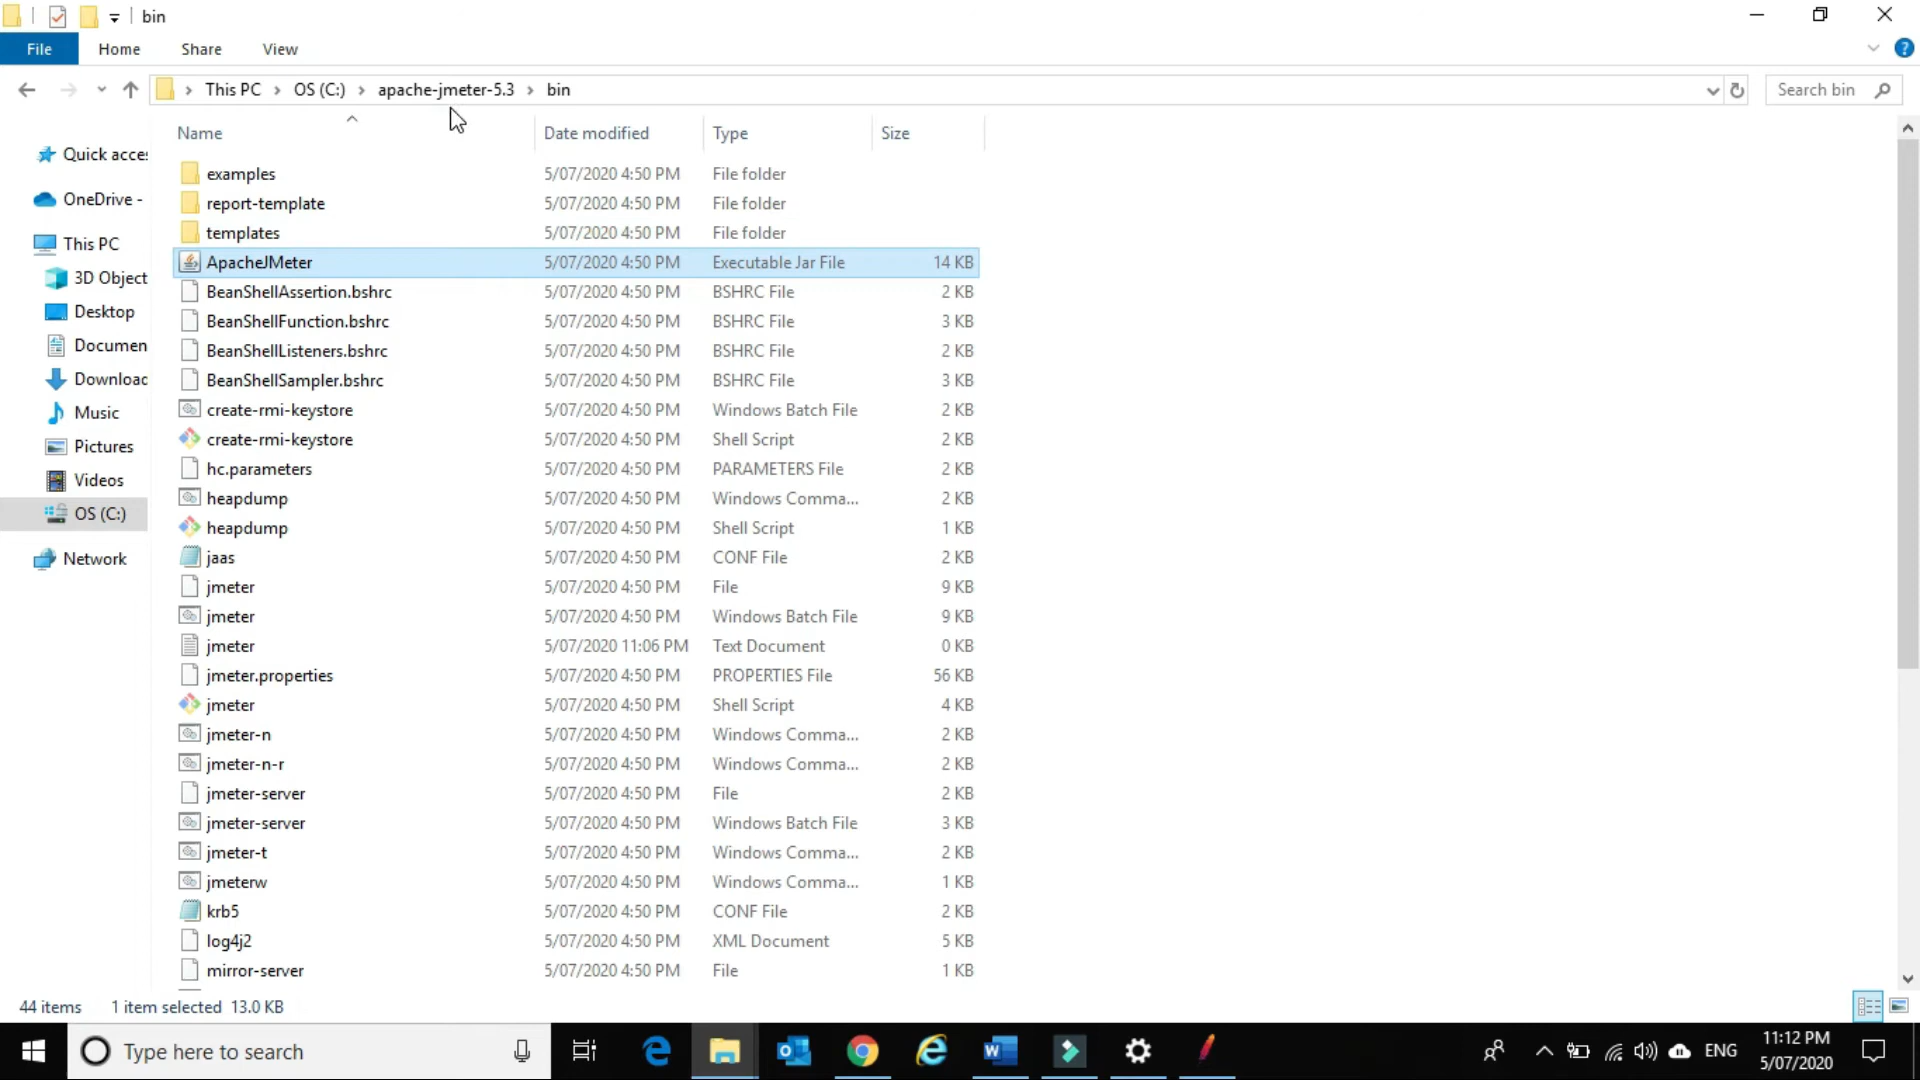 bin
File Home Share View
This PC OS (C:) apache-jmeter-5.3 bin Search bin
Name Date modified Type Size
Quick acces
OneDrive -
This PC
3D Object
Desktop
Documen
Download
Music
Pictures
Videos
OS (C:)
Network
examples 5/07/2020 4:50 PM File folder
report-template 5/07/2020 4:50 PM File folder
templates 5/07/2020 4:50 PM File folder
ApacheJMeter 5/07/2020 4:50 PM Executable Jar File 14 KB
BeanShellAssertion.bshrc 5/07/2020 4:50 PM BSHRC File 2 KB
BeanShellFunction.bshrc 5/07/2020 4:50 PM BSHRC File 3 KB
BeanShellListeners.bshrc 5/07/2020 4:50 PM BSHRC File 2 KB
BeanShellSampler.bshrc 5/07/2020 4:50 PM BSHRC File 3 KB
create-rmi-keystore 5/07/2020 4:50 PM Windows Batch File 2 KB
create-rmi-keystore 5/07/2020 4:50 PM Shell Script 2 KB
hc.parameters 5/07/2020 4:50 PM PARAMETERS File 2 KB
heapdump 5/07/2020 4:50 PM Windows Comma... 2 KB
heapdump 5/07/2020 4:50 PM Shell Script 1 KB
jaas 5/07/2020 4:50 PM CONF File 2 KB
jmeter 5/07/2020 4:50 PM File 9 KB
jmeter 5/07/2020 4:50 PM Windows Batch File 9 KB
jmeter 5/07/2020 11:06 PM Text Document 0 KB
jmeter.properties 5/07/2020 4:50 PM PROPERTIES File 56 KB
jmeter 5/07/2020 4:50 PM Shell Script 4 KB
jmeter-n 5/07/2020 4:50 PM Windows Comma... 2 KB
jmeter-n-r 5/07/2020 4:50 PM Windows Comma... 2 KB
jmeter-server 5/07/2020 4:50 PM File 2 KB
jmeter-server 5/07/2020 4:50 PM Windows Batch File 3 KB
jmeter-t 5/07/2020 4:50 PM Windows Comma... 2 KB
jmeterw 5/07/2020 4:50 PM Windows Comma... 1 KB
krb5 5/07/2020 4:50 PM CONF File 2 KB
log4j2 5/07/2020 4:50 PM XML Document 5 KB
mirror-server 5/07/2020 4:50 PM File 1 KB
44 items 1 item selected 13.0 KB
Type here to search
ENG
11:12 PM
5/07/2020